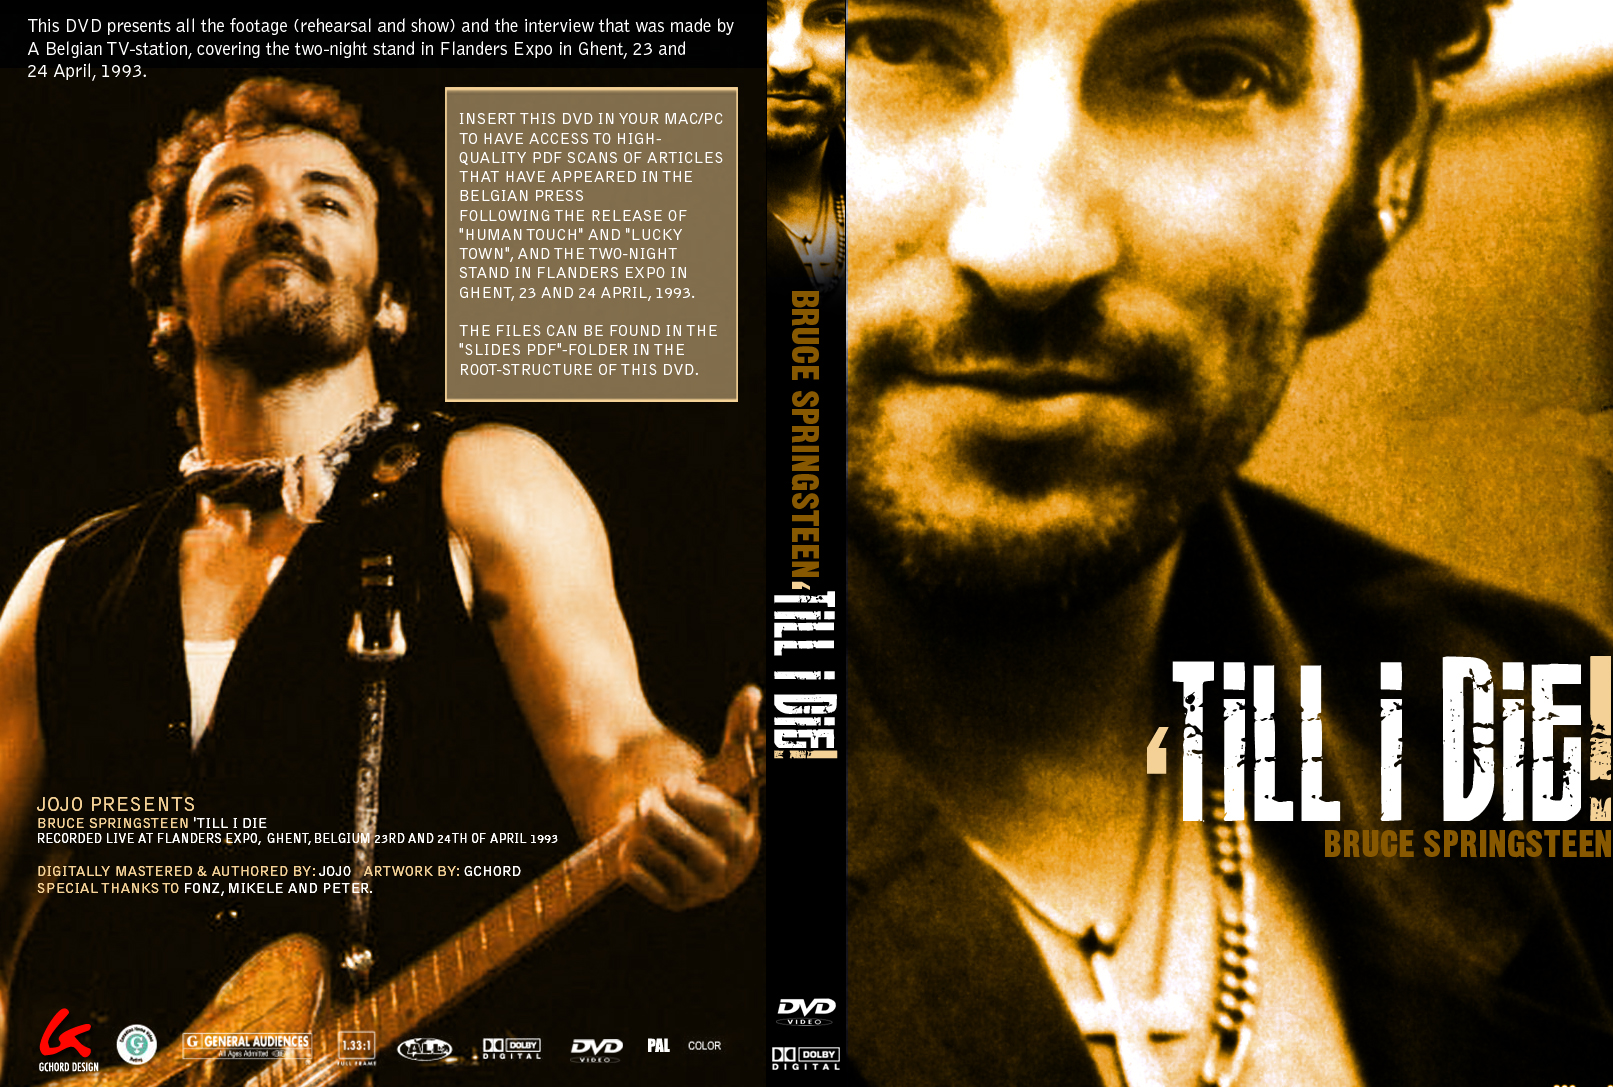 This DVD presents all the footage (rehearsal and show) and the interview that was made by
A Belgian TV-station, covering the two-night stand in Flanders Expo in Ghent, 23 and
24 April, 1993.
INSERT THIS DVD IN YOUR MAC/PC
TO HAVE ACCESS TO HIGH-
QUALITY PDF SCANS OF ARTICLES
THAT HAVE APPEARED IN THE
BELGIAN PRESS
FOLLOWING THE RELEASE OF
"HUMAN TOUCH" AND "LUCKY
TOWN", AND THE TWO-NIGHT
STAND IN FLANDERS EXPO IN
GHENT, 23 AND 24 APRIL, 1993.
THE FILES CAN BE FOUND IN THE
"SLIDES PDF"-FOLDER IN THE
ROOT-STRUCTURE OF THIS DVD.
JOJO PRESENTS
BRUCE SPRINGSTEEN 'TILL I DIE
RECORDED LIVE AT FLANDERS EXPO, GHENT, BELGIUM 23RD AND 24TH OF APRIL 1993
DIGITALLY MASTERED & AUTHORED BY: JOJO ARTWORK BY: GCHORD
SPECIAL THANKS TO FONZ, MIKELE AND PETER.
GCHORD DESIGN
G
G GENERAL AUDIENCES
All Ages Admitted
1.33:1
FULL FRAME
ALL
DOLBY
DIGITAL
DVD
VIDEO
PAL
COLOR
BRUCE SPRINGSTEEN
‘TiLL i DiE!
DVD
VIDEO
DOLBY
DIGITAL
‘TiLL i DiE!
BRUCE SPRINGSTEEN